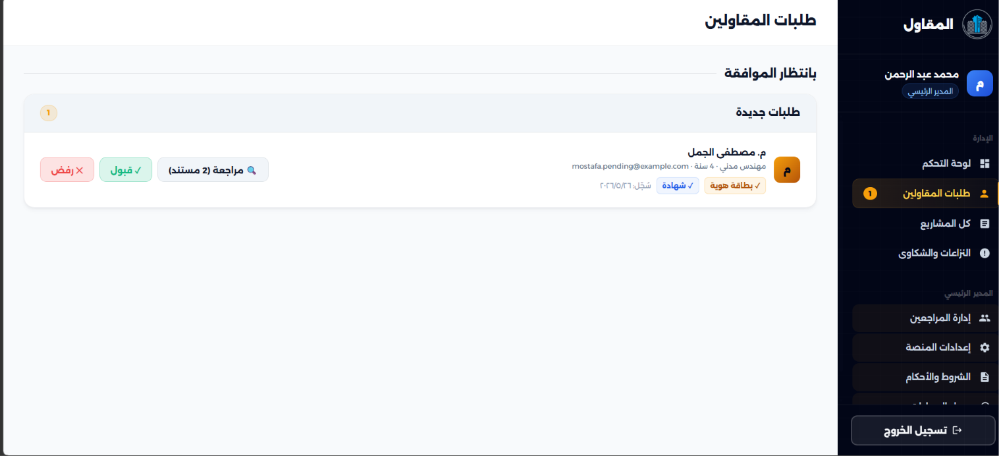 المقاول
م
محمد عبد الرحمن
المدير الرئيسي
الإدارة
لوحة التحكم
طلبات المقاولين 1
كل المشاريع
النزاعات والشكاوى
المدير الرئيسي
إدارة المراجعين
إعدادات المنصة
الشروط والأحكام
تسجيل الخروج
طلبات المقاولين
بانتظار الموافقة
طلبات جديدة 1
م
م. مصطفى الجمل
مهندس مدني · 4 سنة · mostafa.pending@example.com
✓ بطاقة هوية ✓ شهادة سُجّل: ٢٠٢٦/٥/٢٦
🔍 مراجعة (2 مستند) ✓ قبول ✕ رفض